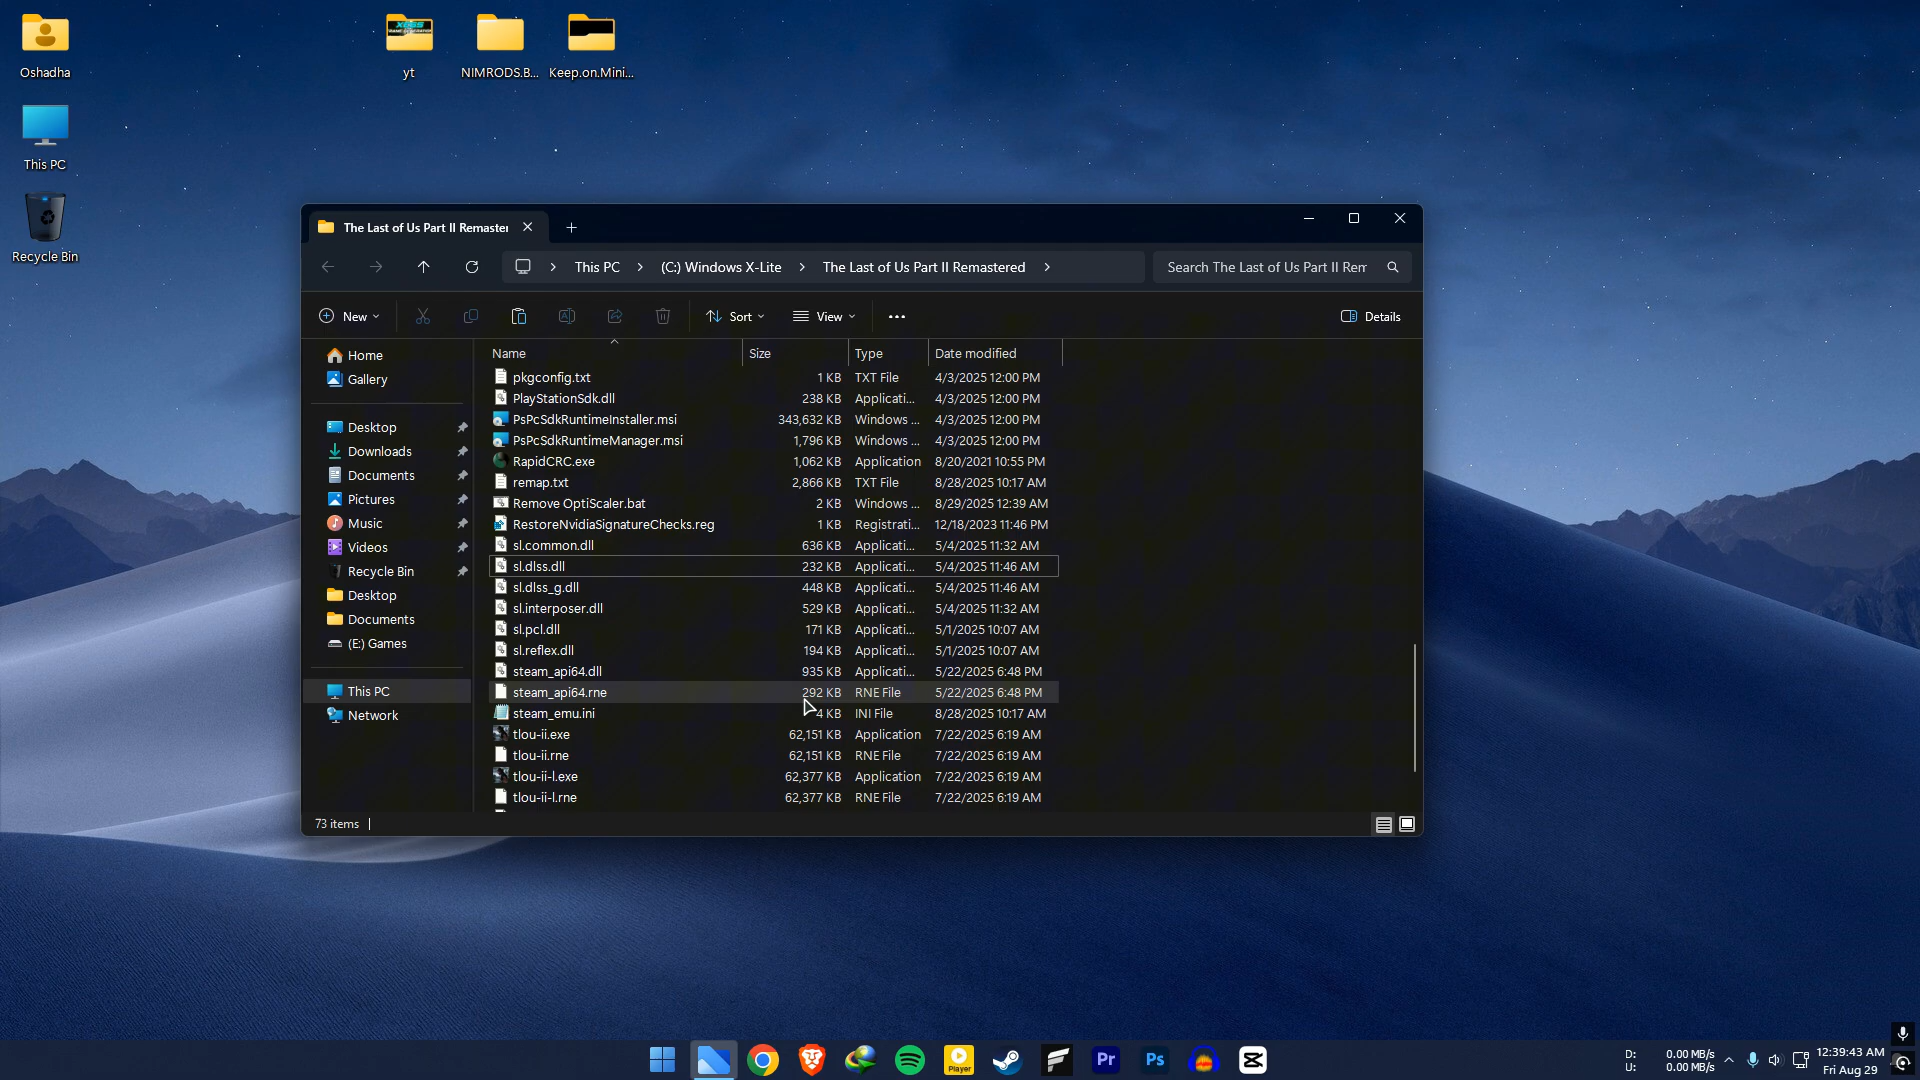 Oshadha
yt
NIMRODS.B...
Keep.on.Mini...
This PC
Recycle Bin
The Last of Us Part II Remaster
This PC
(C:) Windows X-Lite
The Last of Us Part II Remastered
Search The Last of Us Part II Rem
New
Sort
View
Details
Home
Gallery
Desktop
Downloads
Documents
Pictures
Music
Videos
Recycle Bin
Desktop
Documents
(E:) Games
This PC
Network
Name Size Type Date modified
pkgconfig.txt 1 KB TXT File 4/3/2025 12:00 PM
PlayStationSdk.dll 238 KB Applicati... 4/3/2025 12:00 PM
PsPcSdkRuntimeInstaller.msi 343,632 KB Windows ... 4/3/2025 12:00 PM
PsPcSdkRuntimeManager.msi 1,796 KB Windows ... 4/3/2025 12:00 PM
RapidCRC.exe 1,062 KB Application 8/20/2021 10:55 PM
remap.txt 2,866 KB TXT File 8/28/2025 10:17 AM
Remove OptiScaler.bat 2 KB Windows ... 8/29/2025 12:39 AM
RestoreNvidiaSignatureChecks.reg 1 KB Registrati... 12/18/2023 11:46 PM
sl.common.dll 636 KB Applicati... 5/4/2025 11:32 AM
sl.dlss.dll 232 KB Applicati... 5/4/2025 11:46 AM
sl.dlss_g.dll 448 KB Applicati... 5/4/2025 11:46 AM
sl.interposer.dll 529 KB Applicati... 5/4/2025 11:32 AM
sl.pcl.dll 171 KB Applicati... 5/1/2025 10:07 AM
sl.reflex.dll 194 KB Applicati... 5/1/2025 10:07 AM
steam_api64.dll 935 KB Applicati... 5/22/2025 6:48 PM
steam_api64.rne 292 KB RNE File 5/22/2025 6:48 PM
steam_emu.ini 4 KB INI File 8/28/2025 10:17 AM
tlou-ii.exe 62,151 KB Application 7/22/2025 6:19 AM
tlou-ii.rne 62,151 KB RNE File 7/22/2025 6:19 AM
tlou-ii-l.exe 62,377 KB Application 7/22/2025 6:19 AM
tlou-ii-l.rne 62,377 KB RNE File 7/22/2025 6:19 AM
73 items
Player
Pr
Ps
D: 0.00 MB/s
U: 0.00 MB/s
12:39:43 AM
Fri Aug 29